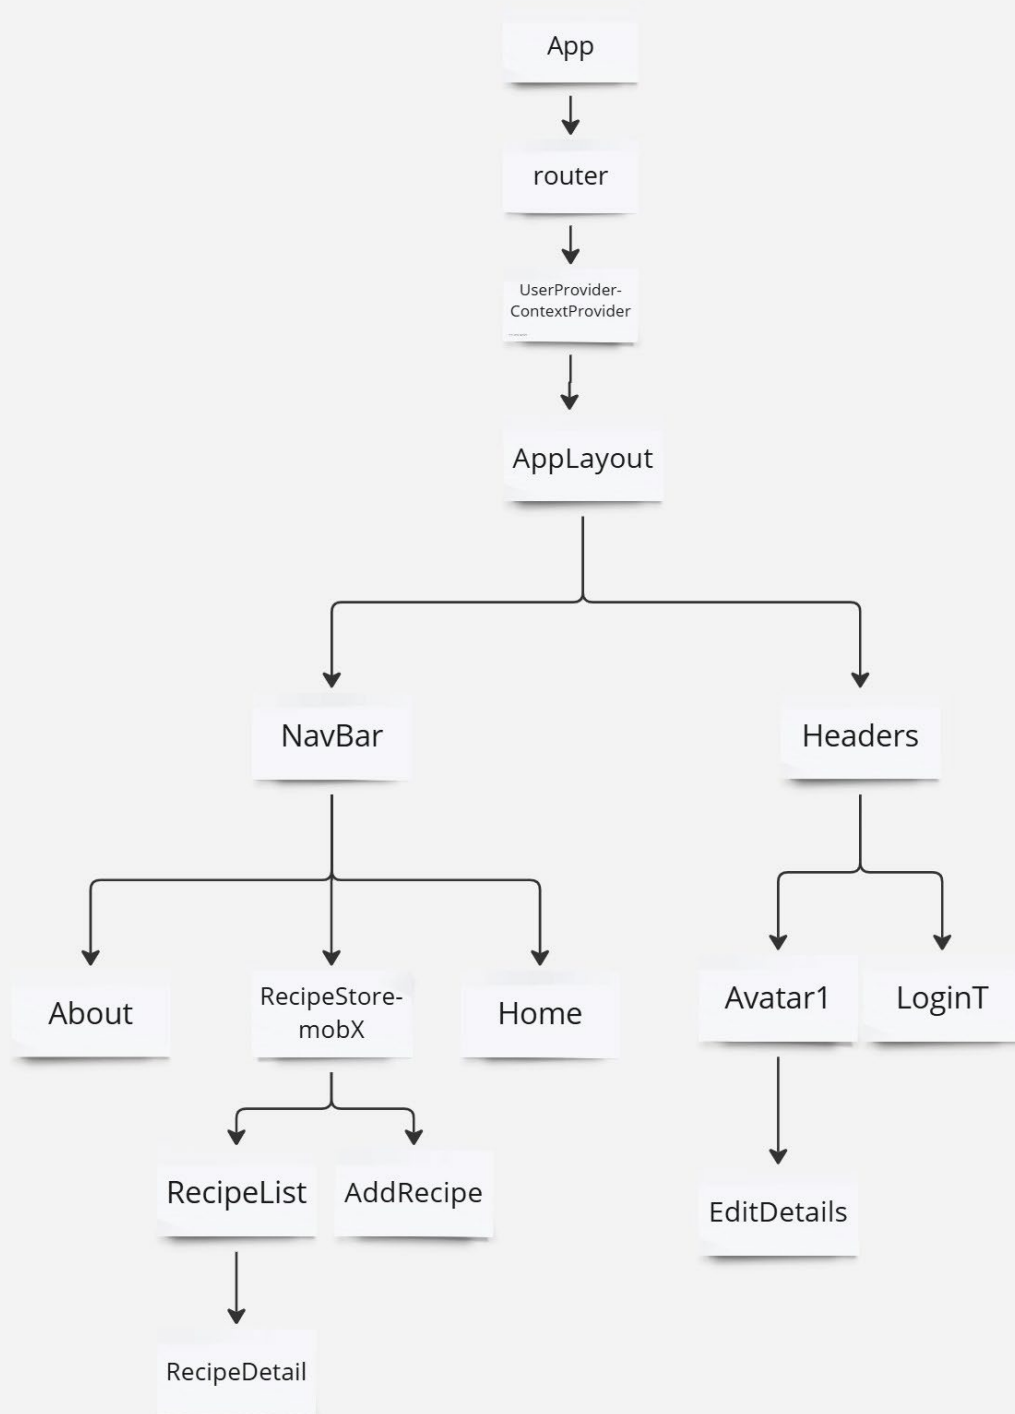 App
router
UserProvider-
ContextProvider
AppLayout
NavBar
Headers
About
RecipeStore-
mobX
Home
Avatar1
LoginT
RecipeList
AddRecipe
EditDetails
RecipeDetail